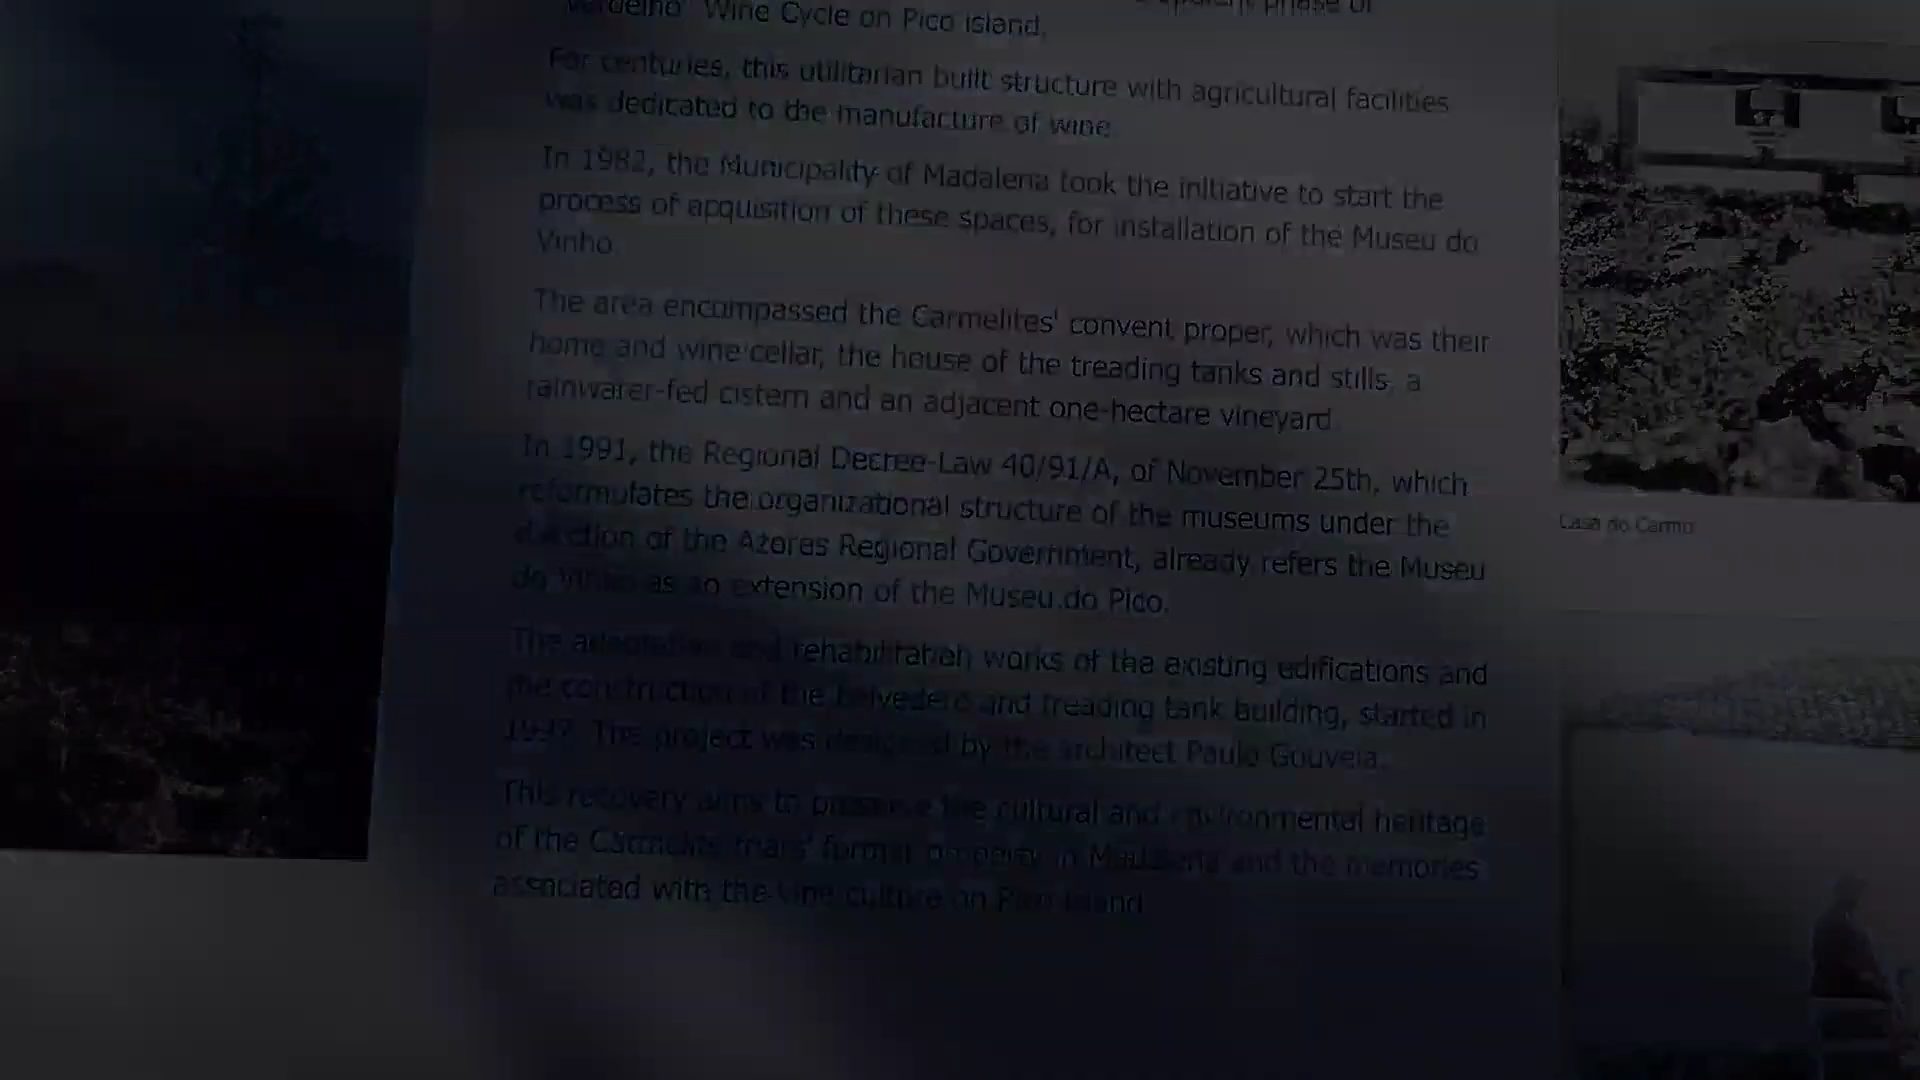 Verdelho" Wine Cycle on Pico island.
For centuries, this utilitarian built structure with agricultural facilities
was dedicated to the manufacture of wine.
In 1982, the Municipality of Madalena took the initiative to start the
process of apquisition of these spaces, for installation of the Museu do
Vinho.
The area encompassed the Carmelites' convent proper, which was their
home and wine cellar, the house of the treading tanks and stills, a
rainwater-fed cistern and an adjacent one-hectare vineyard.
In 1991, the Regional Decree-Law 40/91/A, of November 25th, which
reformulates the organizational structure of the museums under the
direction of the Azores Regional Government, already refers the Museu
do Vinho as an extension of the Museu do Pico.
The adaptation and rehabilitation works of the existing edifications and
the construction of the belvedere and treading tank building, started in
The project was designed by the architect Paulo Gouveia.
This recovery aims to preserve the cultural and environmental heritage
of the Carmelite friars' former property in Madalena and the memories
associated with the vine culture on Pico island.
Casa do Carmo